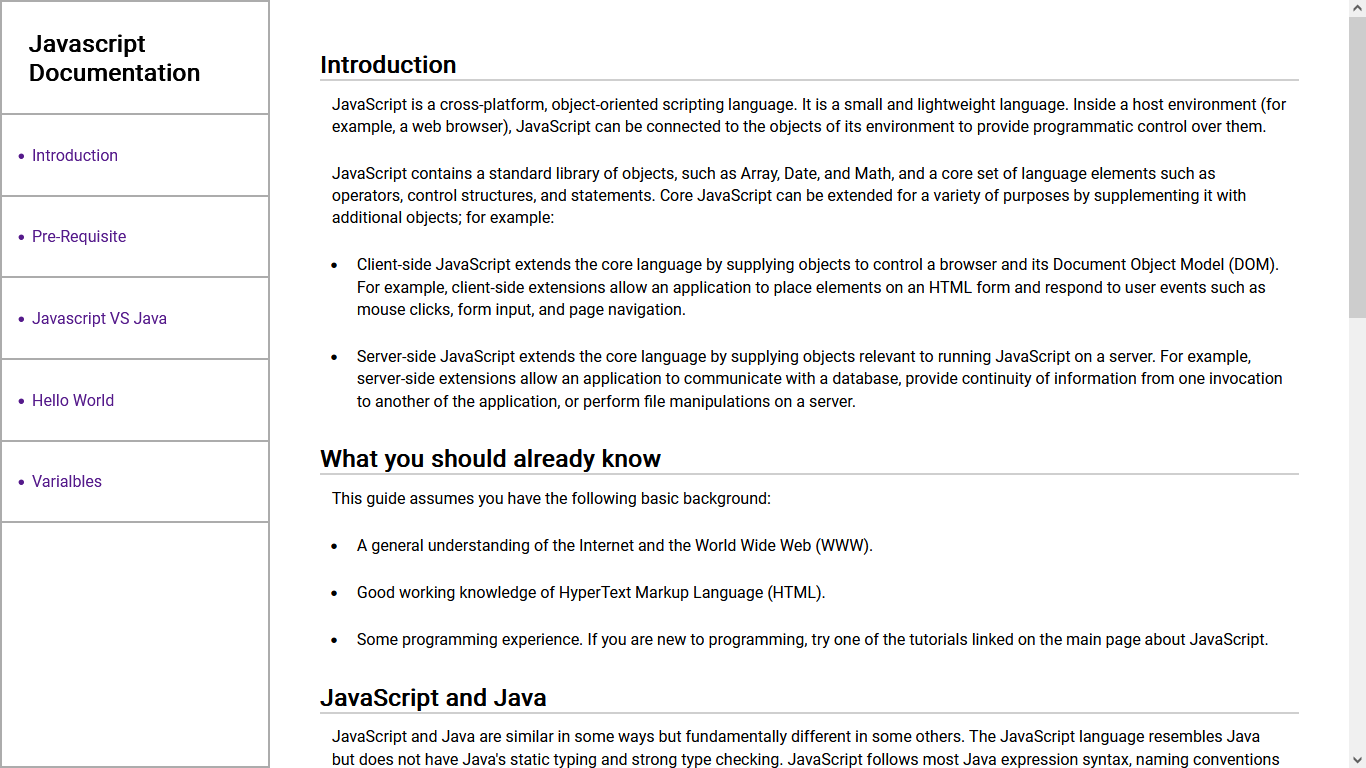 Javascript
Documentation
• Introduction
• Pre-Requisite
• Javascript VS Java
• Hello World
• Varialbles
Introduction
JavaScript is a cross-platform, object-oriented scripting language. It is a small and lightweight language. Inside a host environment (for
example, a web browser), JavaScript can be connected to the objects of its environment to provide programmatic control over them.
JavaScript contains a standard library of objects, such as Array, Date, and Math, and a core set of language elements such as
operators, control structures, and statements. Core JavaScript can be extended for a variety of purposes by supplementing it with
additional objects; for example:
• Client-side JavaScript extends the core language by supplying objects to control a browser and its Document Object Model (DOM).
For example, client-side extensions allow an application to place elements on an HTML form and respond to user events such as
mouse clicks, form input, and page navigation.
• Server-side JavaScript extends the core language by supplying objects relevant to running JavaScript on a server. For example,
server-side extensions allow an application to communicate with a database, provide continuity of information from one invocation
to another of the application, or perform file manipulations on a server.
What you should already know
This guide assumes you have the following basic background:
• A general understanding of the Internet and the World Wide Web (WWW).
• Good working knowledge of HyperText Markup Language (HTML).
• Some programming experience. If you are new to programming, try one of the tutorials linked on the main page about JavaScript.
JavaScript and Java
JavaScript and Java are similar in some ways but fundamentally different in some others. The JavaScript language resembles Java
but does not have Java's static typing and strong type checking. JavaScript follows most Java expression syntax, naming conventions